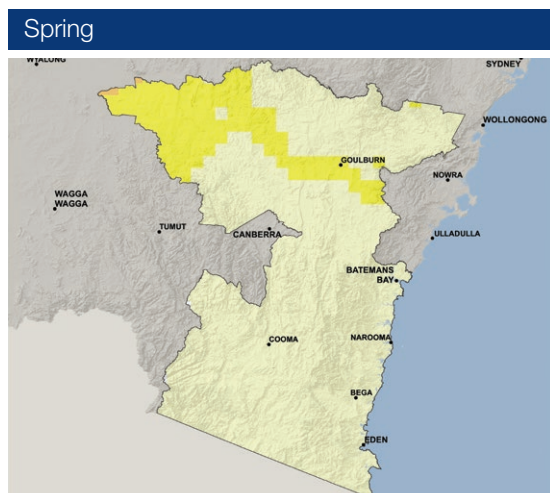 Spring
WYALONG
SYDNEY
WOLLONGONG
GOULBURN
NOWRA
WAGGA
WAGGA
TUMUT
CANBERRA
ULLADULLA
BATEMANS
BAY
COOMA
NAROOMA
BEGA
EDEN